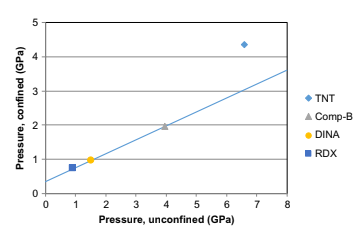 5
4
3
2
1
0
Pressure, confined (GPa)
0 1 2 3 4 5 6 7 8
Pressure, unconfined (GPa)
TNT
Comp-B
DINA
RDX